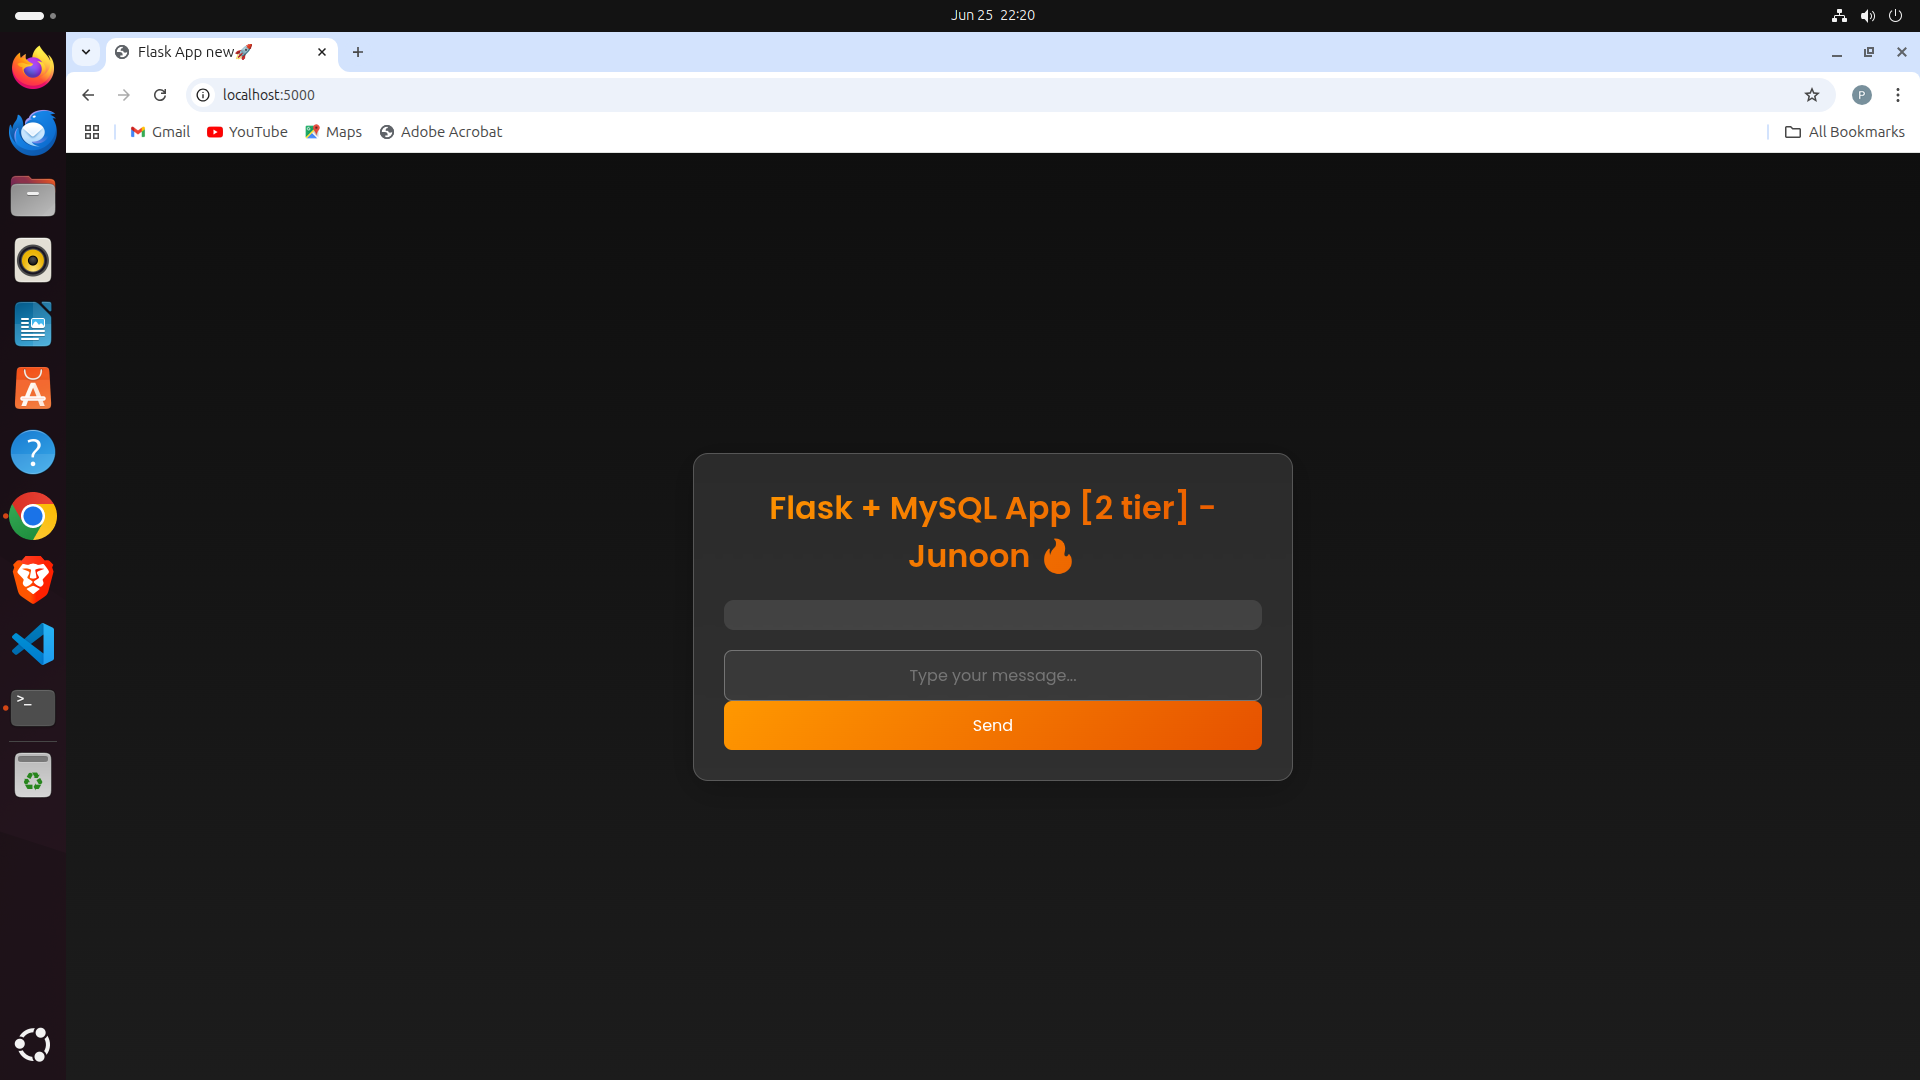 Jun 25 22:20
Flask App new🚀
localhost:5000
P
Gmail
YouTube
Maps
Adobe Acrobat
All Bookmarks
Flask + MySQL App [2 tier] -
Junoon 🔥
Type your message...
Send